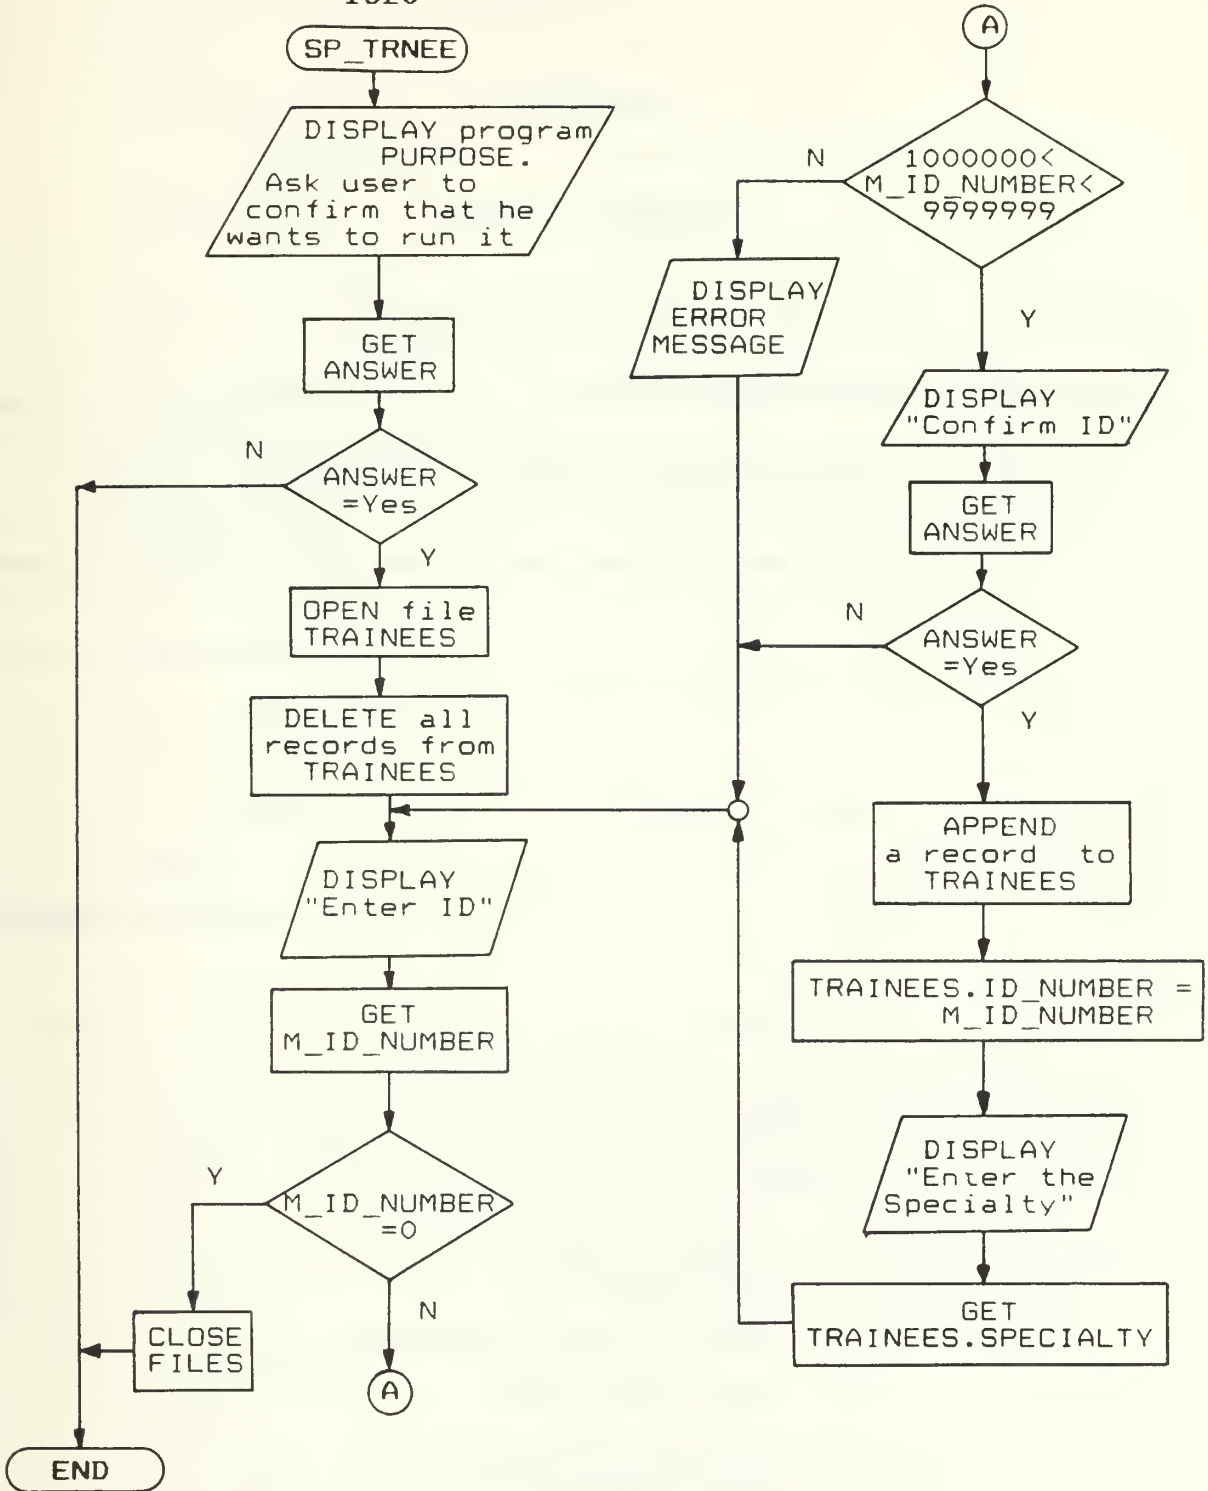 SP_TRNEE
DISPLAY program
PURPOSE.
Ask user to
confirm that he
wants to run it
GET
ANSWER
N
ANSWER
=Yes
Y
OPEN file
TRAINEES
DELETE all
records from
TRAINEES
DISPLAY
"Enter ID"
GET
M_ID_NUMBER
Y
M_ID_NUMBER
=0
N
CLOSE
FILES
A
END
A
N
1000000<
M_ID_NUMBER<
9999999
DISPLAY
ERROR
MESSAGE
Y
DISPLAY
"Confirm ID"
GET
ANSWER
N
ANSWER
=Yes
Y
APPEND
a record to
TRAINEES
TRAINEES.ID_NUMBER =
M_ID_NUMBER
DISPLAY
"Enter the
Specialty"
GET
TRAINEES.SPECIALTY